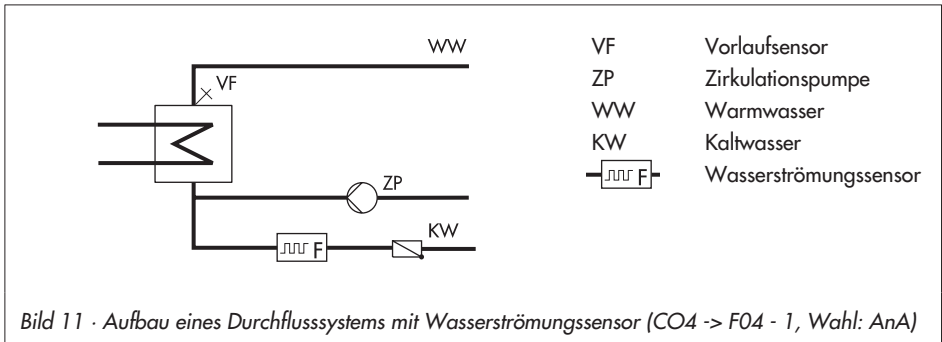 WW
VF
ZP
KW
F
VF Vorlaufsensor
ZP Zirkulationspumpe
WW Warmwasser
KW Kaltwasser
F Wasserströmungssensor
Bild 11 · Aufbau eines Durchflusssystems mit Wasserströmungssensor (CO4 -> F04 - 1, Wahl: AnA)